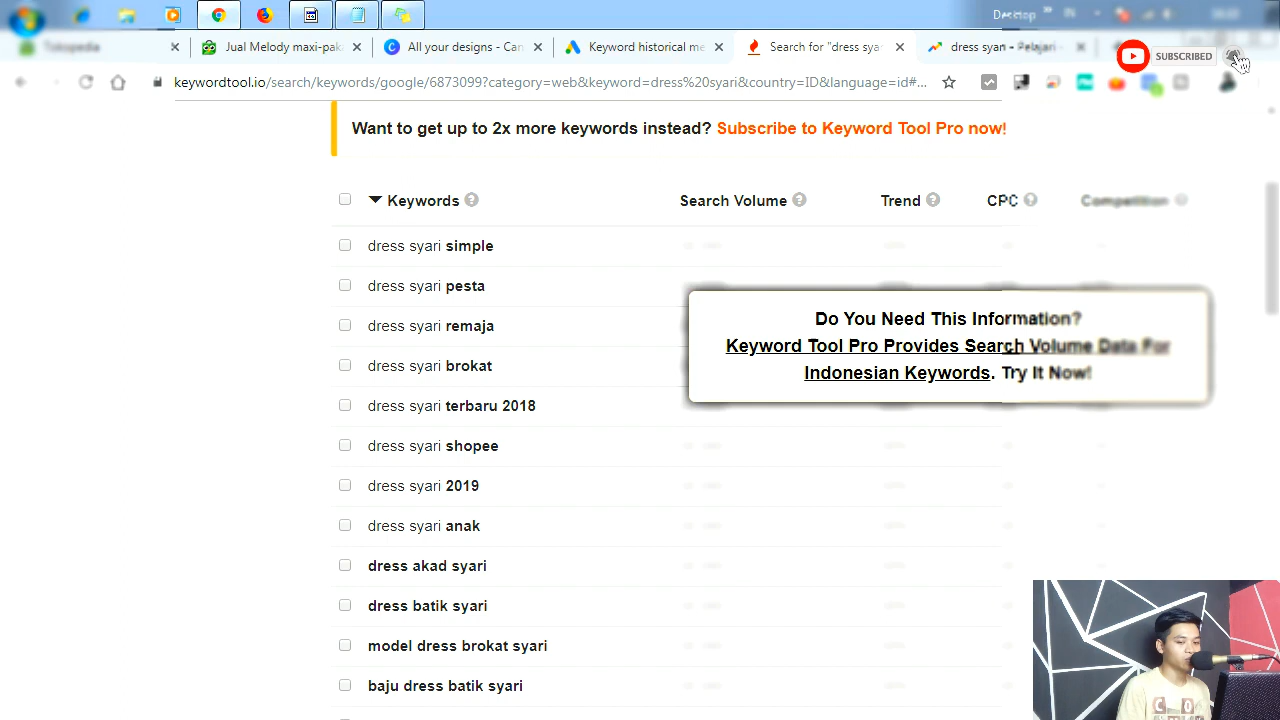 Desktop »
Tokopedia
Jual Melody maxi-pak
All your designs - Can
Keyword historical me
Search for "dress sya
dress syari - Pelajari
SUBSCRIBED
keywordtool.io/search/keywords/google/
3099?category=web&keyword=dress%20syari&country=ID&language=id#...
Want to get up to 2x more keywords instead? Subscribe to Keyword Tool Pro now!
Keywords ? Search Volume ? Trend ? CPC ? Competition
dress syari simple
dress syari pesta
Do You Need This Information?
dress syari remaja
Keyword Tool Pro Provides Search Volume Data For
dress syari brokat
Indonesian Keywords. Try It Now!
dress syari terbaru 2018
dress syari shopee
dress syari 2019
dress syari anak
dress akad syari
dress batik syari
model dress brokat syari
baju dress batik syari